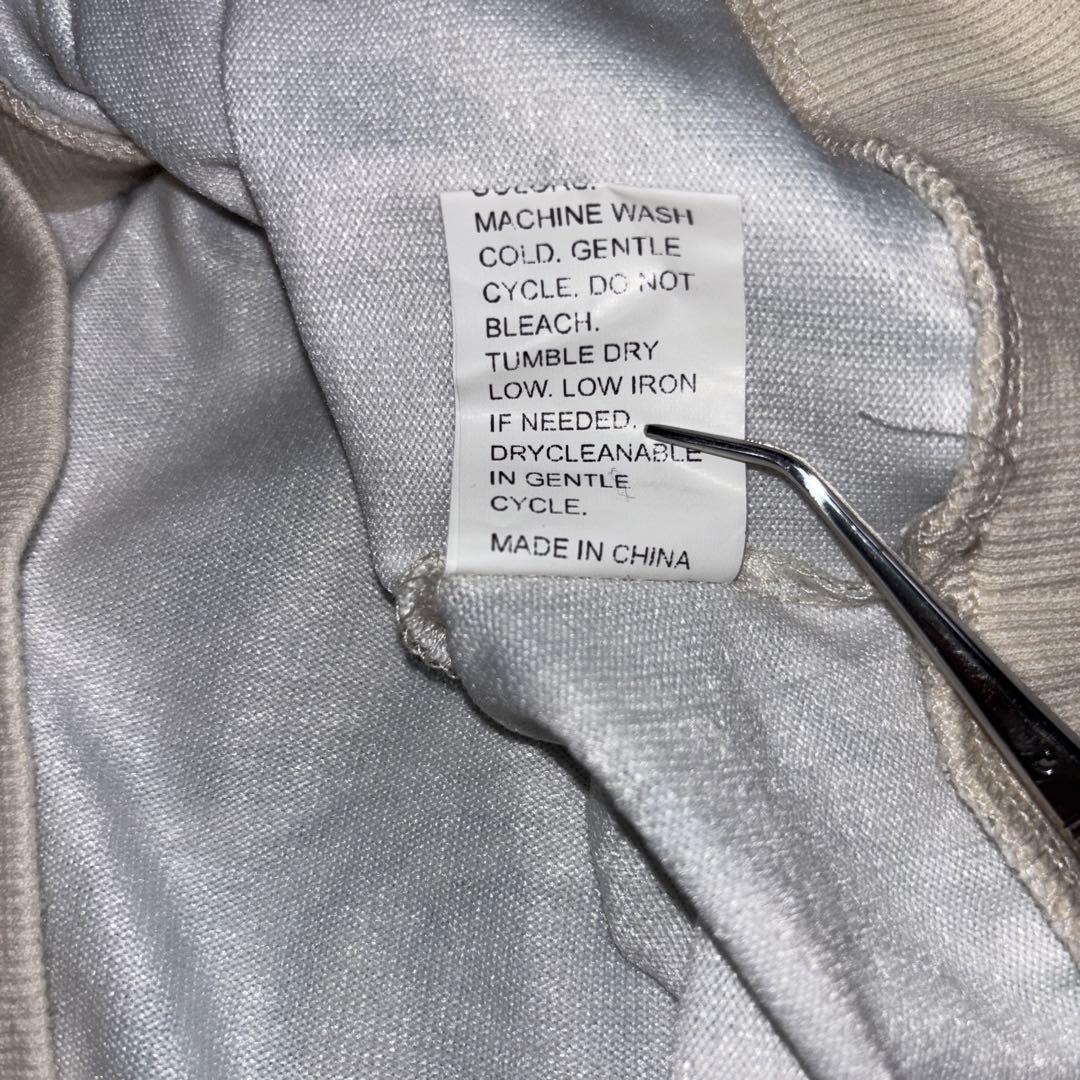 COLORS.
MACHINE WASH
COLD. GENTLE
CYCLE. DO NOT
BLEACH.
TUMBLE DRY
LOW. LOW IRON
IF NEEDED.
DRYCLEANABLE
IN GENTLE
CYCLE.
MADE IN CHINA